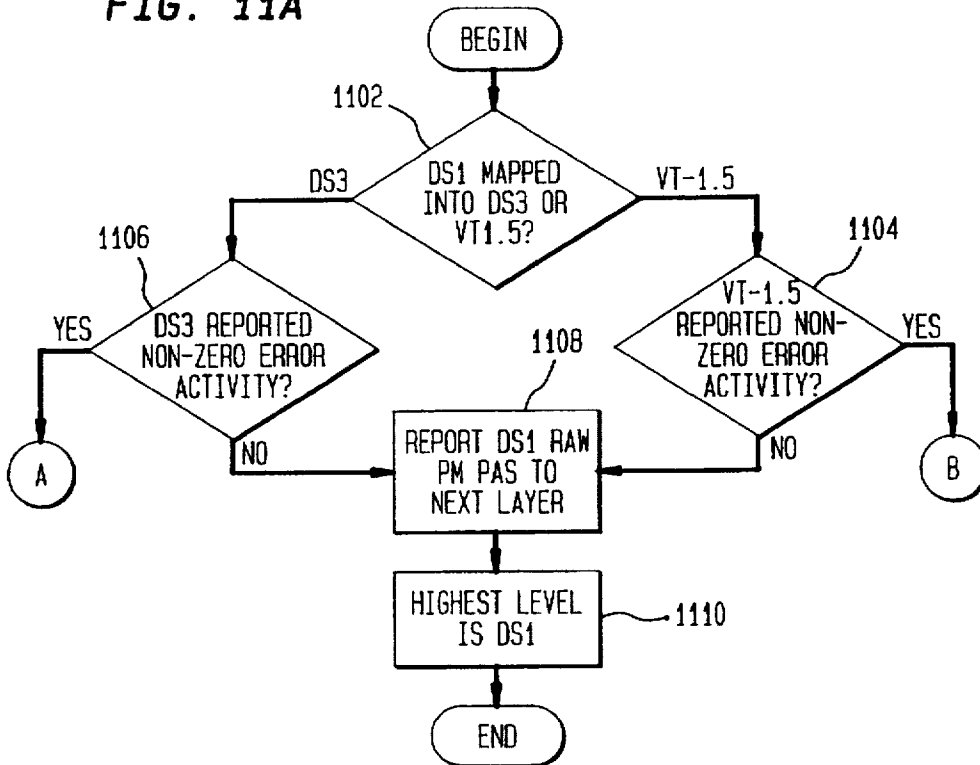 FIG. 11A
BEGIN
1102
DS1 MAPPED
INTO DS3 OR
VT1.5?
DS3
VT-1.5
1106
1104
DS3 REPORTED
NON-ZERO ERROR
ACTIVITY?
YES
VT-1.5
REPORTED NON-
ZERO ERROR
ACTIVITY?
YES
1108
NO
NO
A
B
REPORT DS1 RAW
PM PAS TO
NEXT LAYER
HIGHEST LEVEL
IS DS1
1110
END